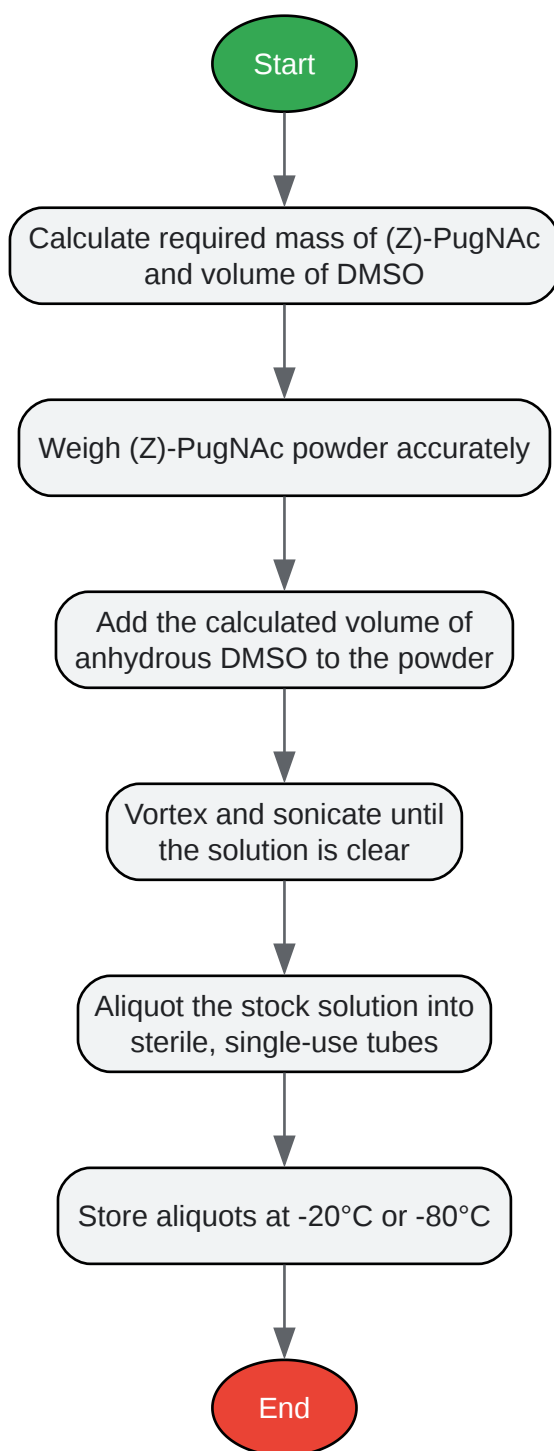 Start
Calculate required mass of (Z)-PugNAc
and volume of DMSO
Weigh (Z)-PugNAc powder accurately
Add the calculated volume of
anhydrous DMSO to the powder
Vortex and sonicate until
the solution is clear
Aliquot the stock solution into
sterile, single-use tubes
Store aliquots at -20°C or -80°C
End